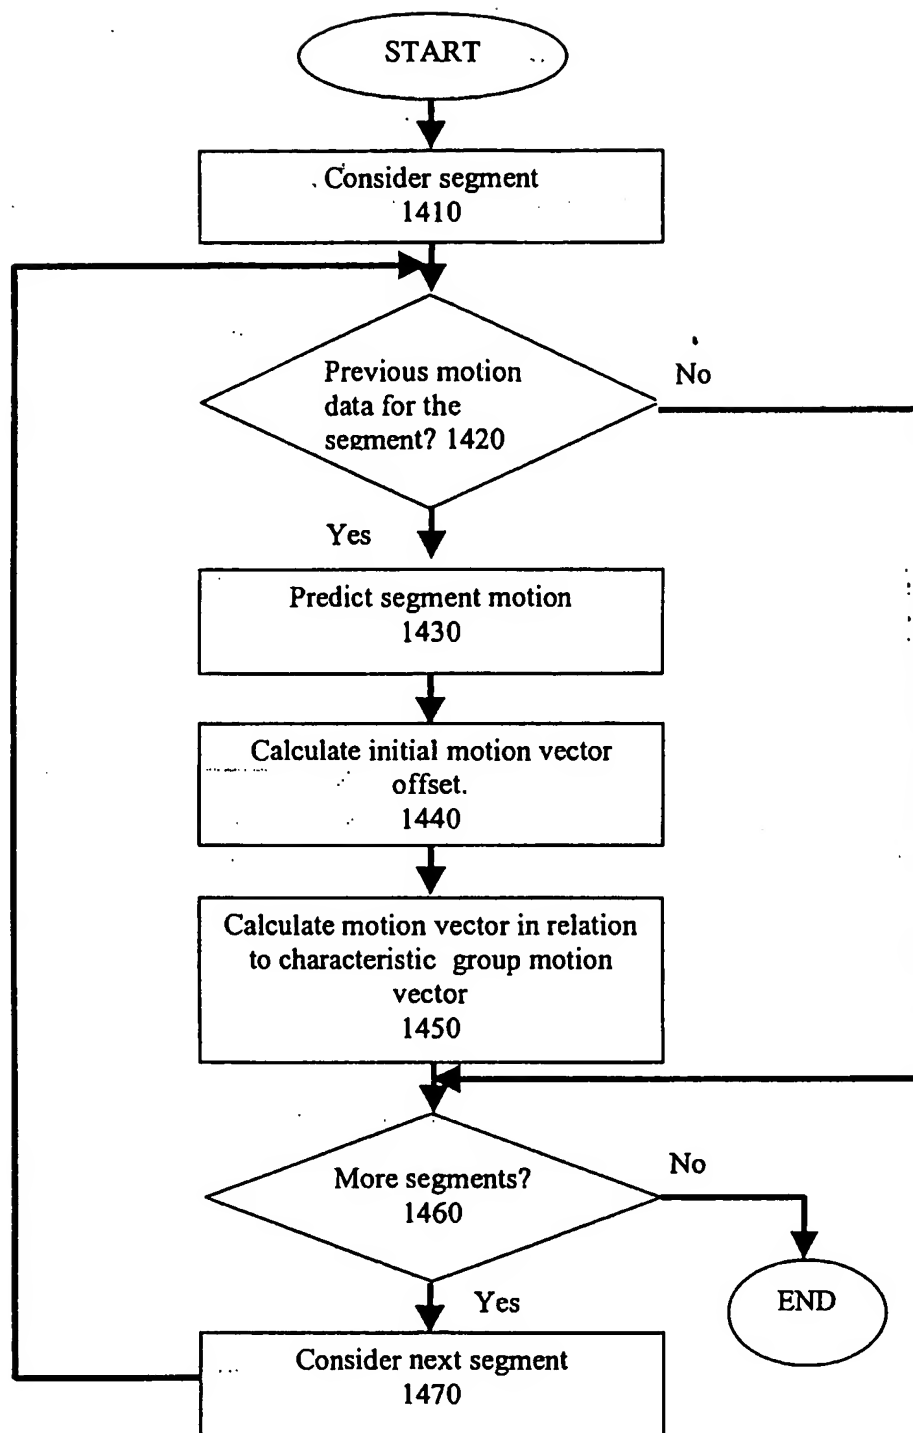 START
Consider segment
1410
Previous motion
data for the
segment? 1420
No
Yes
Predict segment motion
1430
Calculate initial motion vector
offset.
1440
Calculate motion vector in relation
to characteristic group motion
vector
1450
More segments?
1460
No
Yes
END
Consider next segment
1470